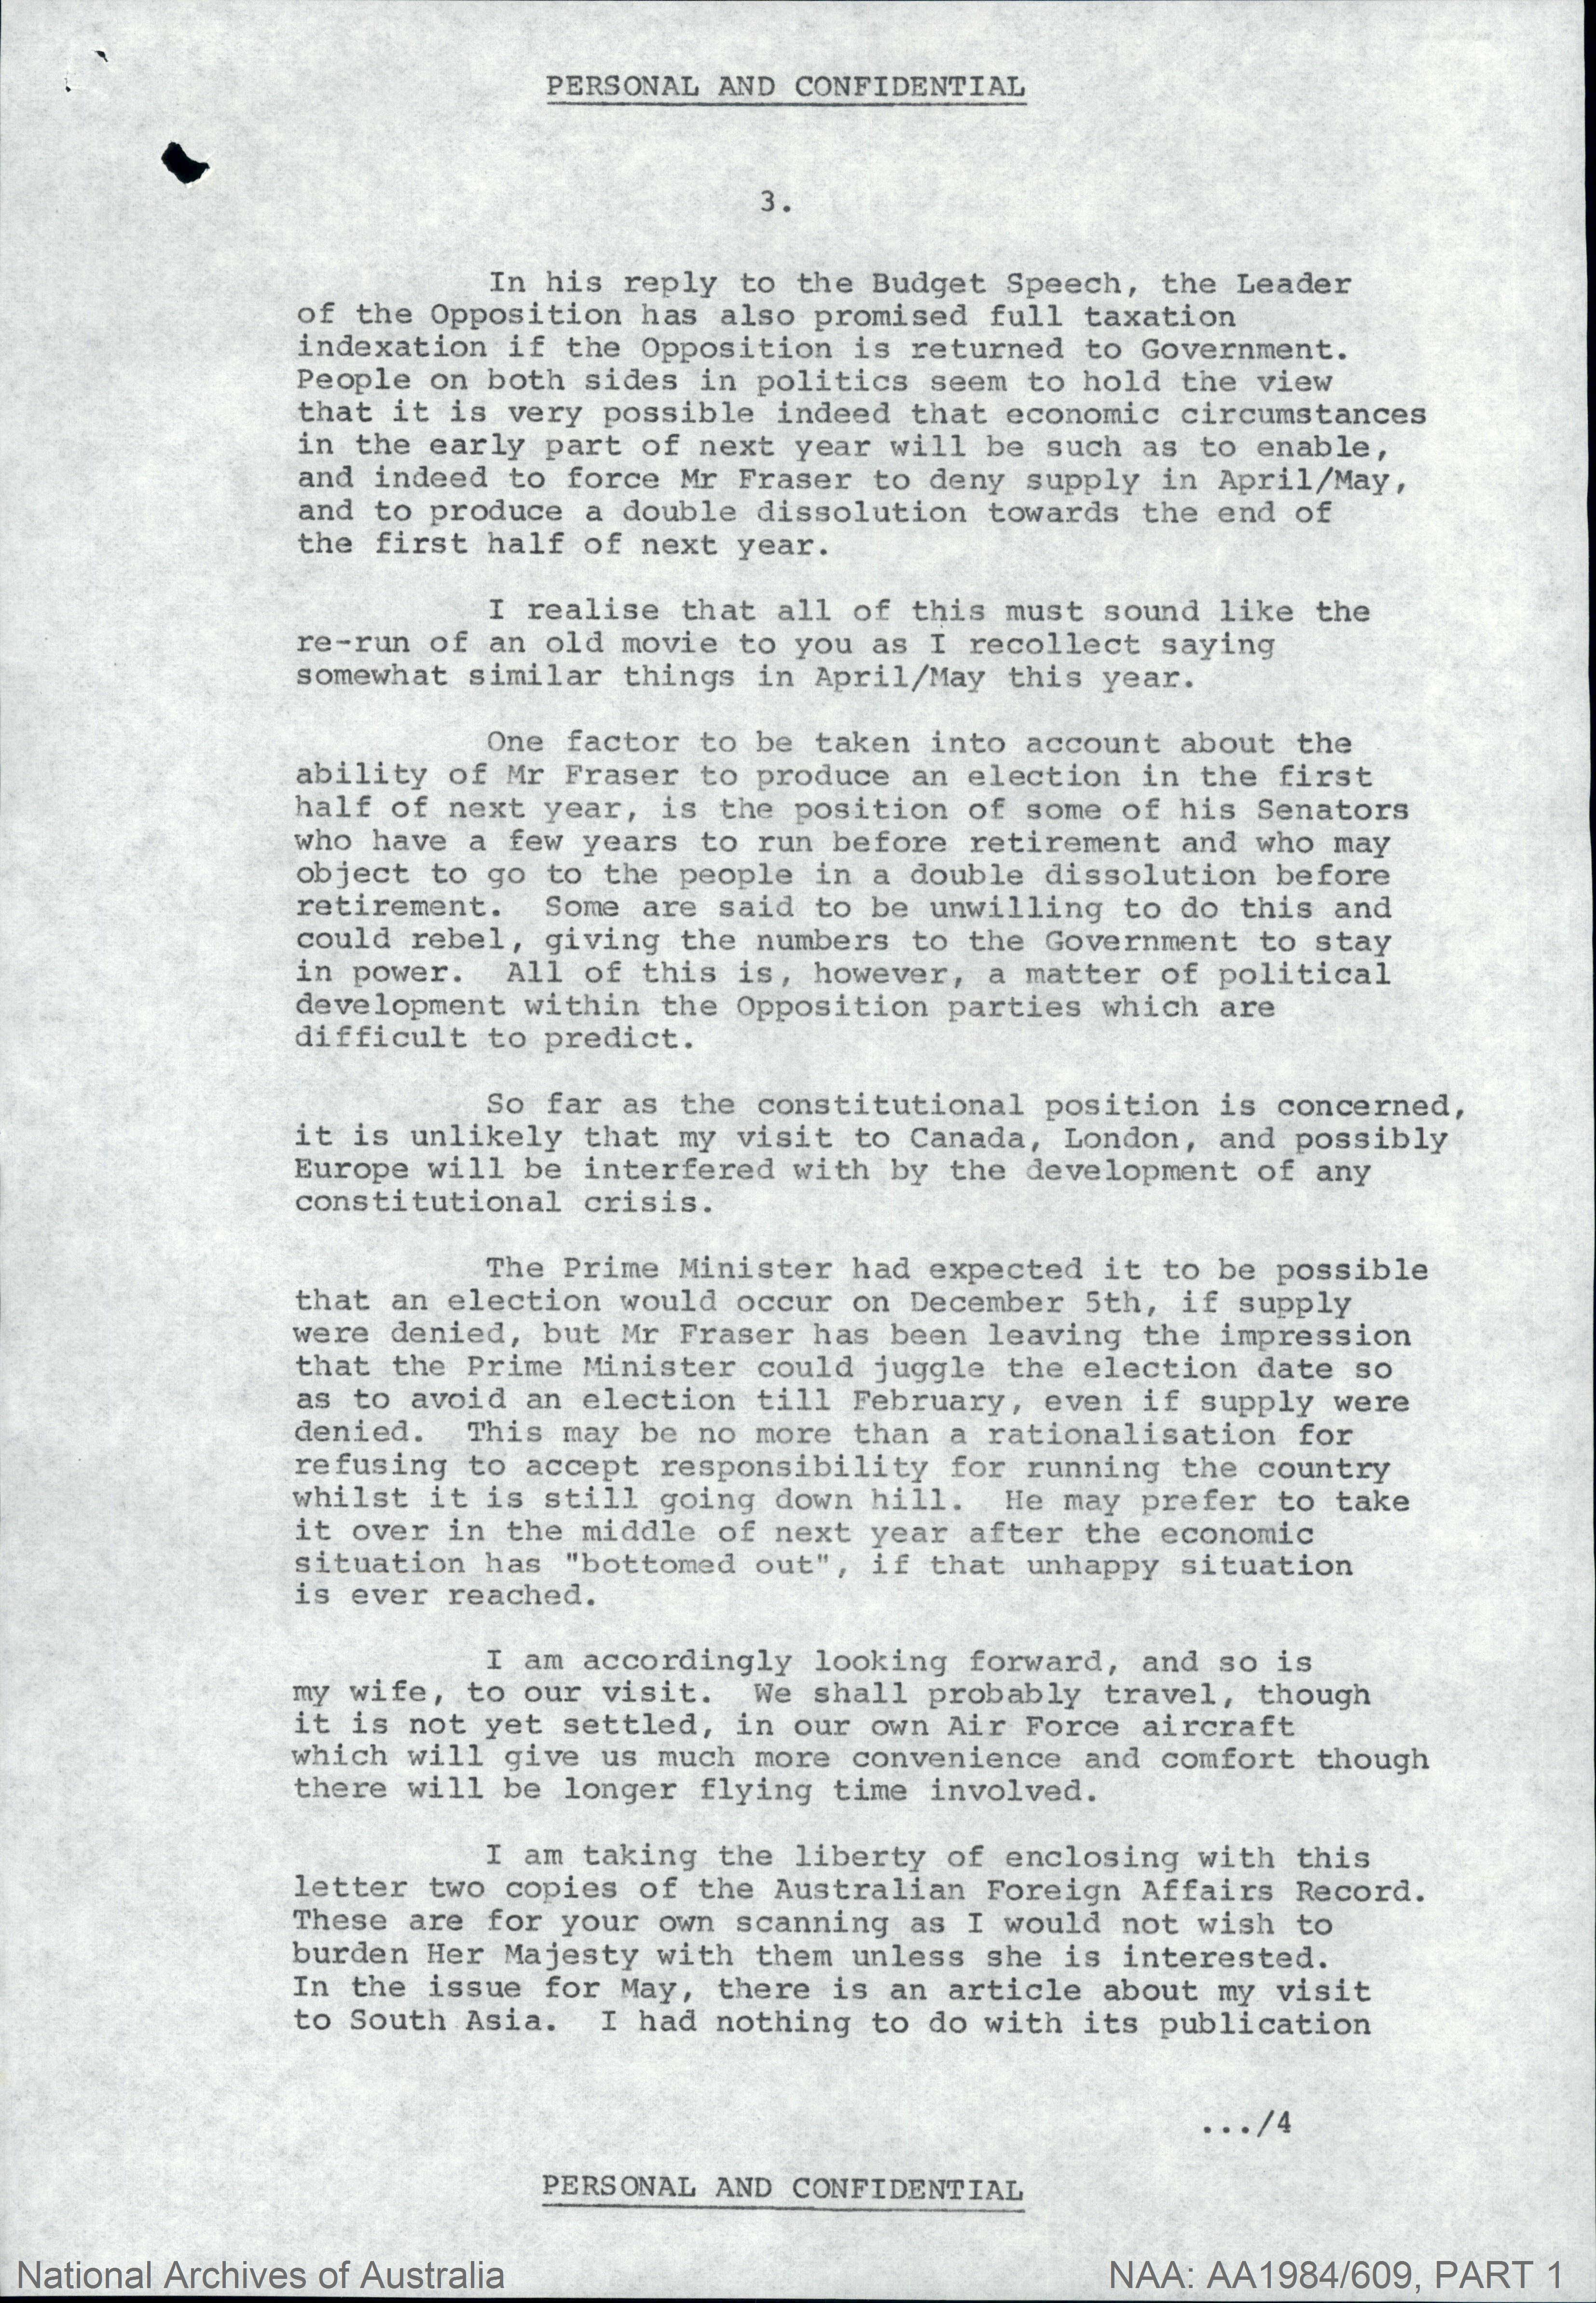 PERSONAL AND CONFIDENTIAL
3.
In his reply to the Budget Speech, the Leader
of the Opposition has also promised full taxation
indexation if the Opposition is returned to Government.
People on both sides in politics seem to hold the view
that it is very possible indeed that economic circumstances
in the early part of next year will be such as to enable,
and indeed to force Mr Fraser to deny supply in April/May,
and to produce a double dissolution towards the end of
the first half of next year.
I realise that all of this must sound like the
re-run of an old movie to you as I recollect saying
somewhat similar things in April/May this year.
One factor to be taken into account about the
ability of Mr Fraser to produce an election in the first
half of next year, is the position of some of his Senators
who have a few years to run before retirement and who may
object to go to the people in a double dissolution before
retirement. Some are said to be unwilling to do this and
could rebel, giving the numbers to the Government to stay
in power. All of this is, however, a matter of political
development within the Opposition parties which are
difficult to predict.
So far as the constitutional position is concerned,
it is unlikely that my visit to Canada, London, and possibly
Europe will be interfered with by the development of any
constitutional crisis.
The Prime Minister had expected it to be possible
that an election would occur on December 5th, if supply
were denied, but Mr Fraser has been leaving the impression
that the Prime Minister could juggle the election date so
as to avoid an election till February, even if supply were
denied. This may be no more than a rationalisation for
refusing to accept responsibility for running the country
whilst it is still going down hill. He may prefer to take
it over in the middle of next year after the economic
situation has "bottomed out", if that unhappy situation
is ever reached.
I am accordingly looking forward, and so is
my wife, to our visit. We shall probably travel, though
it is not yet settled, in our own Air Force aircraft
which will give us much more convenience and comfort though
there will be longer flying time involved.
I am taking the liberty of enclosing with this
letter two copies of the Australian Foreign Affairs Record.
These are for your own scanning as I would not wish to
burden Her Majesty with them unless she is interested.
In the issue for May, there is an article about my visit
to South Asia. I had nothing to do with its publication
.../4
PERSONAL AND CONFIDENTIAL
National Archives of Australia
NAA: AA1984/609, PART 1